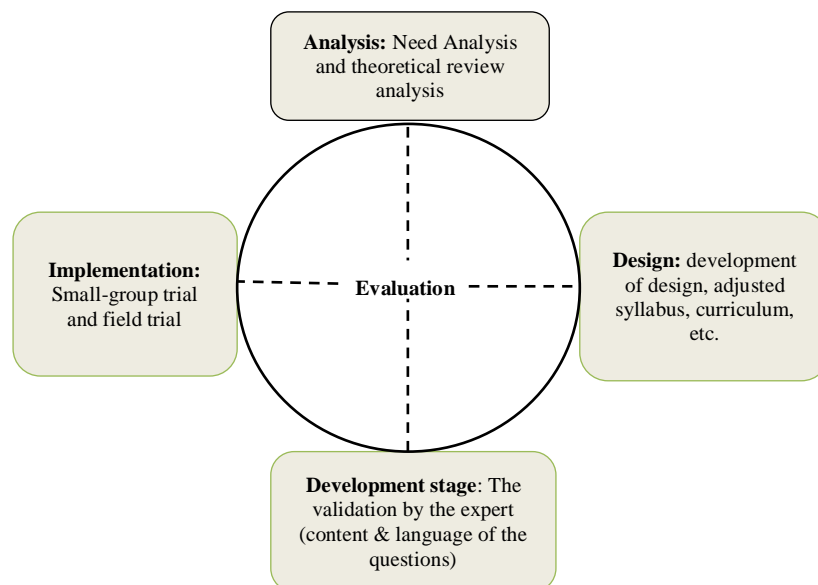 Analysis: Need Analysis
and theoretical review
analysis
Implementation:
Small-group trial
and field trial
Evaluation
Design: development
of design, adjusted
syllabus, curriculum,
etc.
Development stage: The
validation by the expert
(content & language of the
questions)